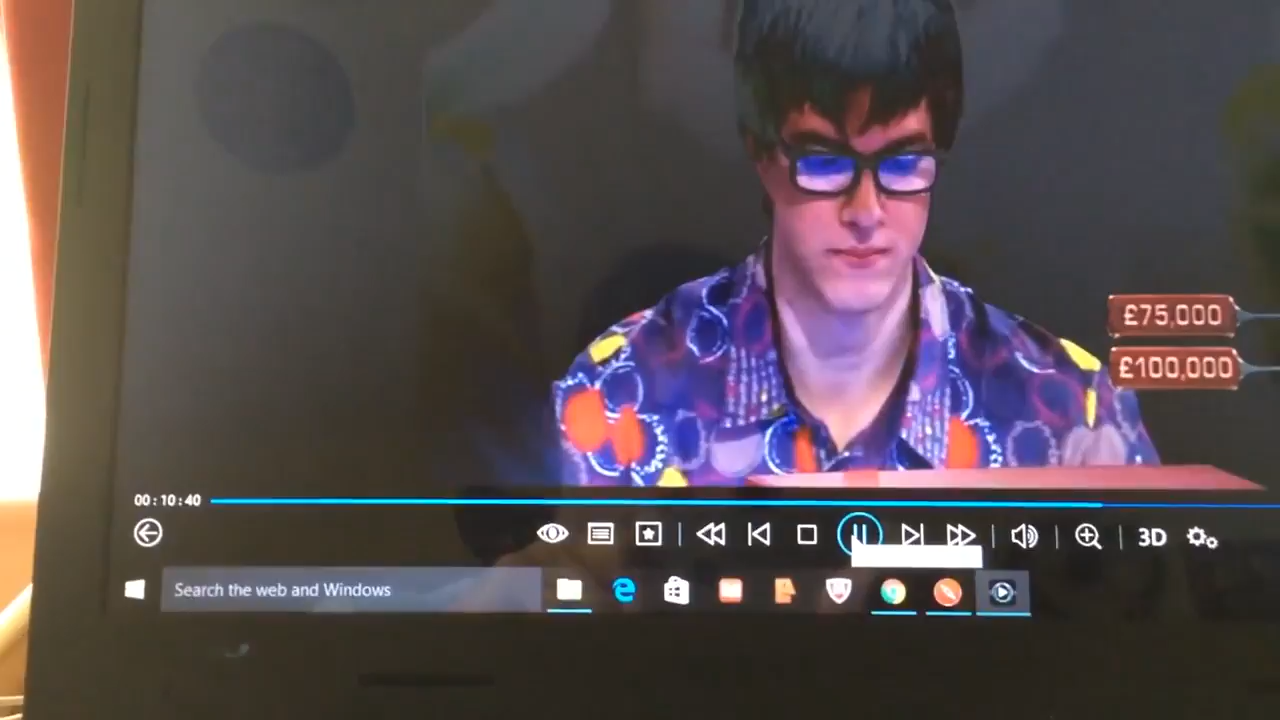 £75,000
£100,000
00:10:40
3D
Search the web and Windows